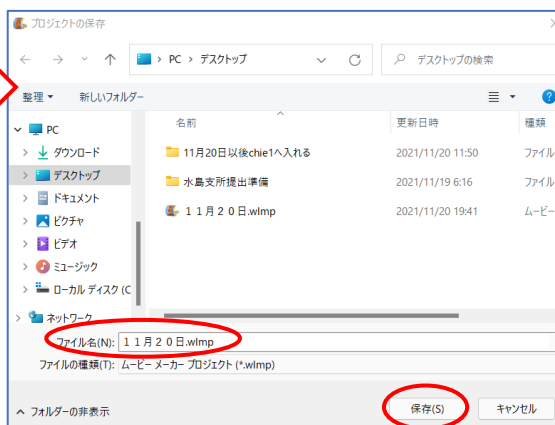 プロジェクトの保存
PC › デスクトップ
デスクトップの検索
整理 新しいフォルダー
名前 更新日時 種類
PC
ダウンロード
デスクトップ
ドキュメント
ピクチャ
ビデオ
ミュージック
ローカル ディスク (C
ネットワーク
11月20日以後chie1へ入れる 2021/11/20 11:50 ファイル
水島支所提出準備 2021/11/19 6:16 ファイル
１１月２０日.wlmp 2021/11/20 19:41 ムービー
ファイル名(N): １１月２０日.wlmp
ファイルの種類(T): ムービー メーカー プロジェクト (*.wlmp)
フォルダーの非表示 保存(S) キャンセル